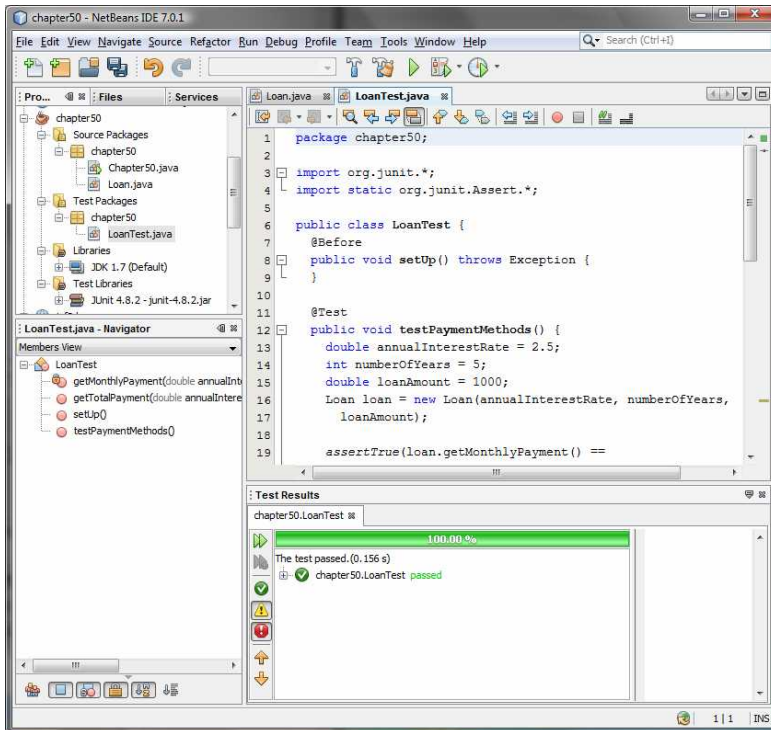 chapter50 - NetBeans IDE 7.0.1
File Edit View Navigate Source Refactor Run Debug Profile Team Tools Window Help
Search (Ctrl+I)
Pro... Files Services
chapter50
Source Packages
chapter50
Chapter50.java
Loan.java
Test Packages
chapter50
LoanTest.java
Libraries
JDK 1.7 (Default)
Test Libraries
JUnit 4.8.2 - junit-4.8.2.jar
LoanTest.java - Navigator
Members View
LoanTest
getMonthlyPayment(double annualInt
getTotalPayment(double annualIntere
setUp()
testPaymentMethods()
Loan.java LoanTest.java
1 package chapter50;
2
3 import org.junit.*;
4 import static org.junit.Assert.*;
5
6 public class LoanTest {
7 @Before
8 public void setUp() throws Exception {
9 }
10
11 @Test
12 public void testPaymentMethods() {
13 double annualInterestRate = 2.5;
14 int numberOfYears = 5;
15 double loanAmount = 1000;
16 Loan loan = new Loan(annualInterestRate, numberOfYears,
17 loanAmount);
18
19 assertTrue(loan.getMonthlyPayment() ==
Test Results
chapter50.LoanTest
100.00 %
The test passed.(0.156 s)
chapter50.LoanTest passed
1 | 1 INS